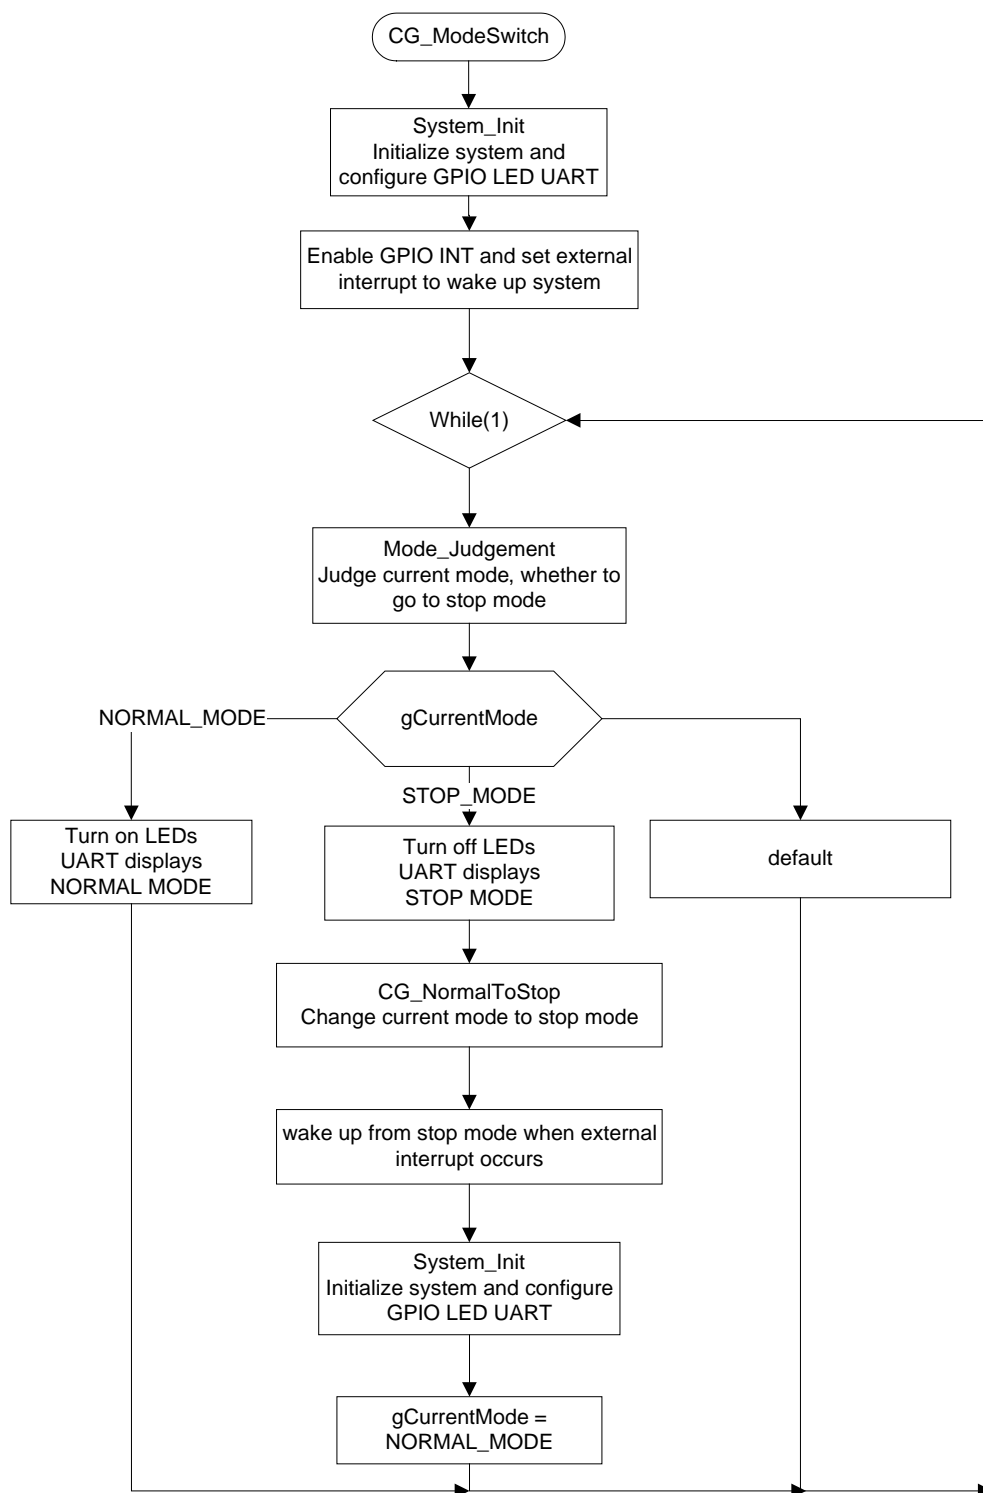 CG_ModeSwitch
System_Init
Initialize system and
configure GPIO LED UART
Enable GPIO INT and set external
interrupt to wake up system
While(1)
Mode_Judgement
Judge current mode, whether to
go to stop mode
gCurrentMode
NORMAL_MODE
STOP_MODE
Turn on LEDs
UART displays
NORMAL MODE
Turn off LEDs
UART displays
STOP MODE
default
CG_NormalToStop
Change current mode to stop mode
wake up from stop mode when external
interrupt occurs
System_Init
Initialize system and configure
GPIO LED UART
gCurrentMode =
NORMAL_MODE